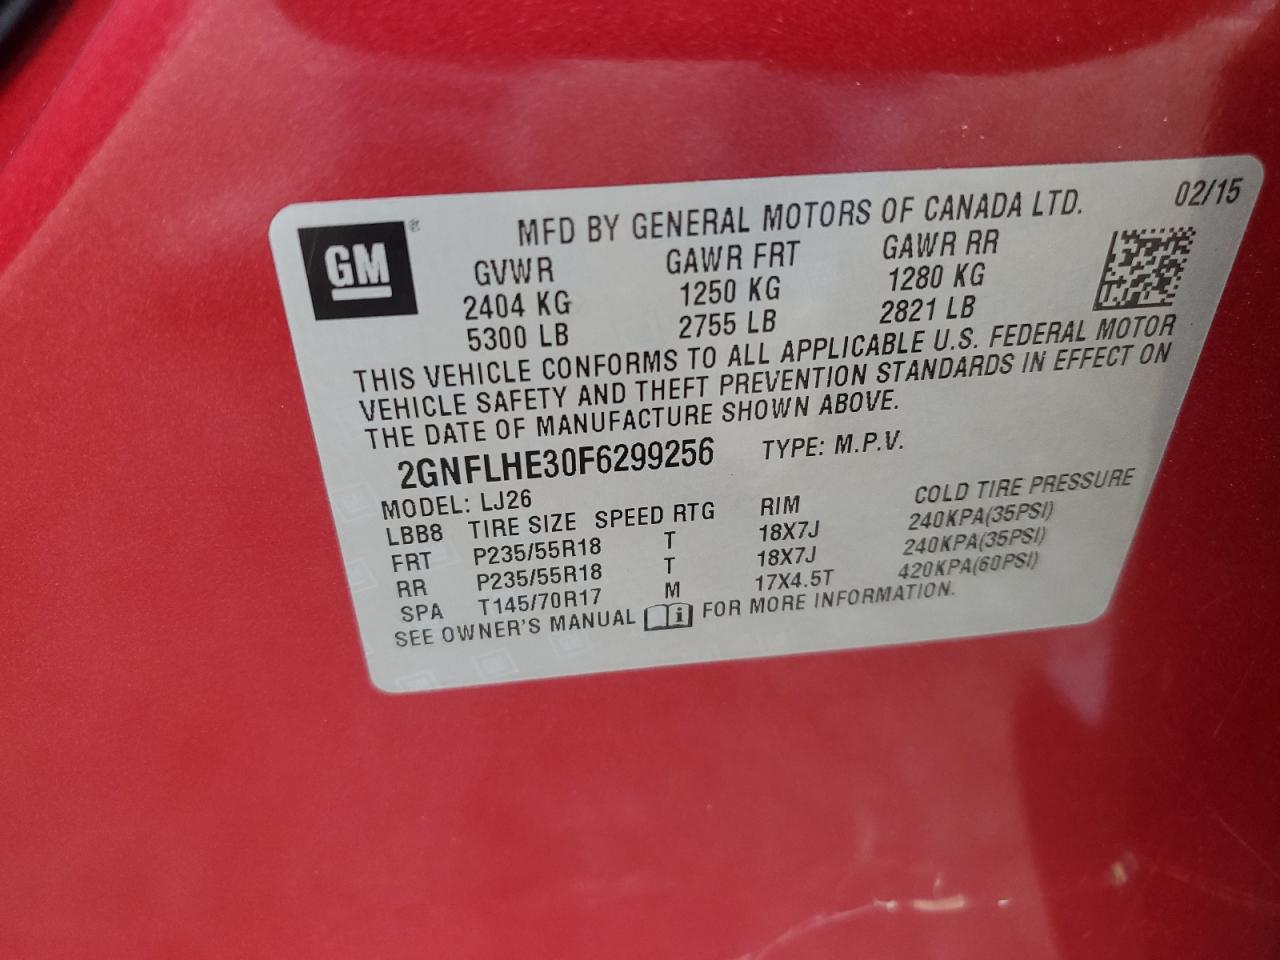 GM ®
MFD BY GENERAL MOTORS OF CANADA LTD. 02/15
GVWR GAWR FRT GAWR RR
2404 KG 1250 KG 1280 KG
5300 LB 2755 LB 2821 LB
THIS VEHICLE CONFORMS TO ALL APPLICABLE U.S. FEDERAL MOTOR
VEHICLE SAFETY AND THEFT PREVENTION STANDARDS IN EFFECT ON
THE DATE OF MANUFACTURE SHOWN ABOVE.
2GNFLHE30F6299256 TYPE: M.P.V.
MODEL: LJ26
LBB8 TIRE SIZE SPEED RTG RIM COLD TIRE PRESSURE
FRT P235/55R18 T 18X7J 240KPA(35PSI)
RR P235/55R18 T 18X7J 240KPA(35PSI)
SPA T145/70R17 M 17X4.5T 420KPA(60PSI)
SEE OWNER'S MANUAL i FOR MORE INFORMATION.